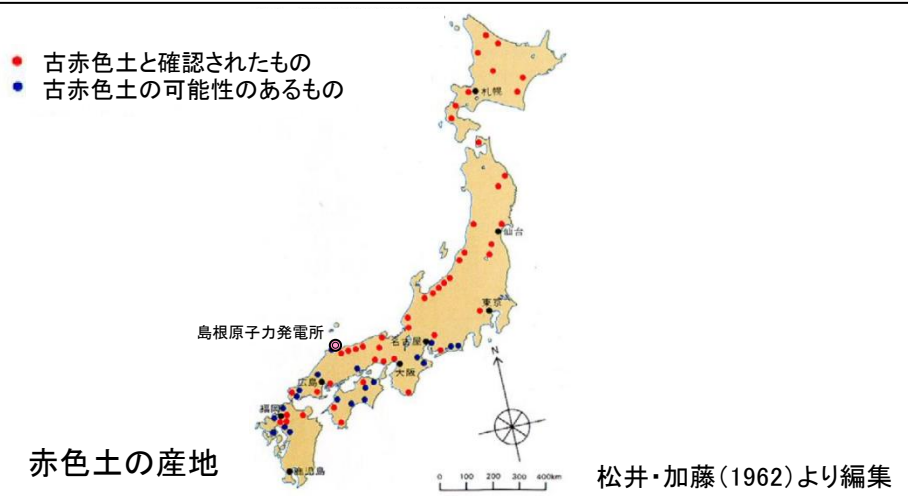 古赤色土と確認されたもの
古赤色土の可能性のあるもの
札幌
仙台
東京
島根原子力発電所
名古屋
大阪
広島
福岡
鹿児島
N
0 100 200 300 400km
赤色土の産地
松井・加藤（1962）より編集